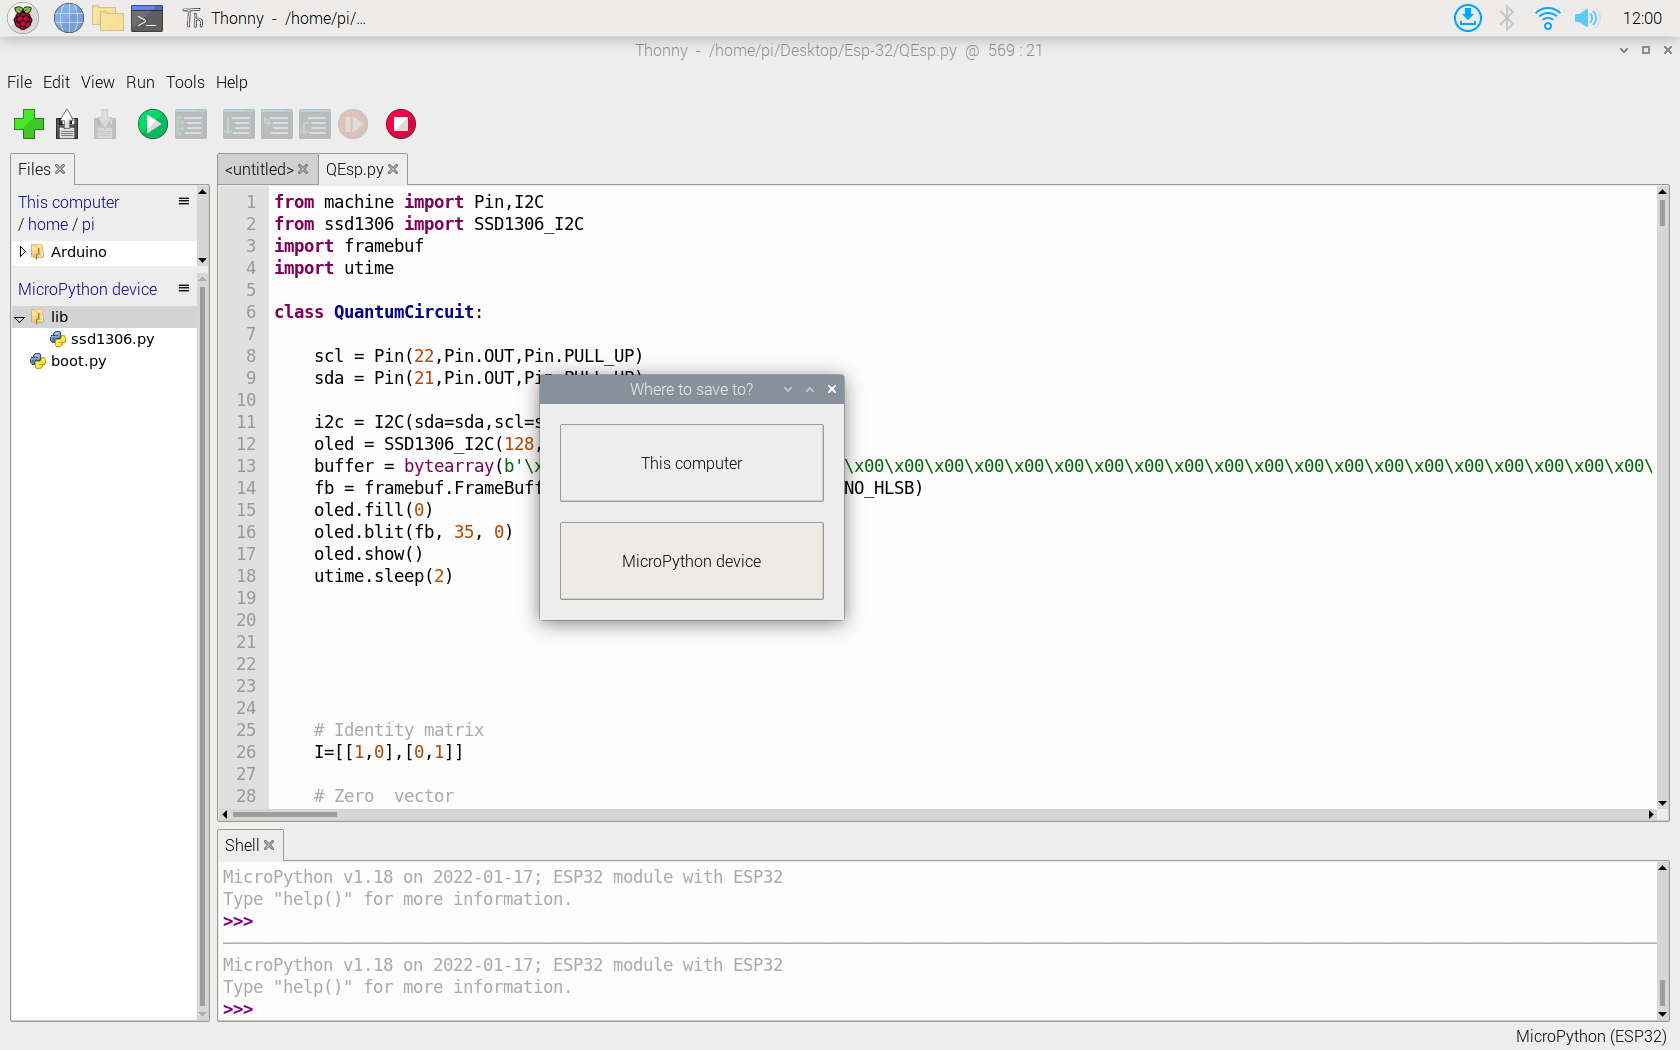 Thonny - /home/pi/...
12:00
Thonny - /home/pi/Desktop/Esp-32/QEsp.py @ 569 : 21
File Edit View Run Tools Help
Files
This computer
/ home / pi
Arduino
MicroPython device
lib
ssd1306.py
boot.py
<untitled> QEsp.py
1 from machine import Pin,I2C
2 from ssd1306 import SSD1306_I2C
3 import framebuf
4 import utime
5
6 class QuantumCircuit:
7
8 scl = Pin(22,Pin.OUT,Pin.PULL_UP)
9 sda = Pin(21,Pin.OUT,Pin.PULL_UP)
10
11 i2c = I2C(sda=sda,scl=s
12 oled = SSD1306_I2C(128,
13 buffer = bytearray(b'\x \x00\x00\x00\x00\x00\x00\x00\x00\x00\x00\x00\x00\x00\x00\x00\x00\x00\x00\x00\x00\
14 fb = framebuf.FrameBuff NO_HLSB)
15 oled.fill(0)
16 oled.blit(fb, 35, 0)
17 oled.show()
18 utime.sleep(2)
19
20
21
22
23
24
25 # Identity matrix
26 I=[[1,0],[0,1]]
27
28 # Zero vector
Where to save to?
This computer
MicroPython device
Shell
MicroPython v1.18 on 2022-01-17; ESP32 module with ESP32
Type "help()" for more information.
>>>
MicroPython v1.18 on 2022-01-17; ESP32 module with ESP32
Type "help()" for more information.
>>>
MicroPython (ESP32)